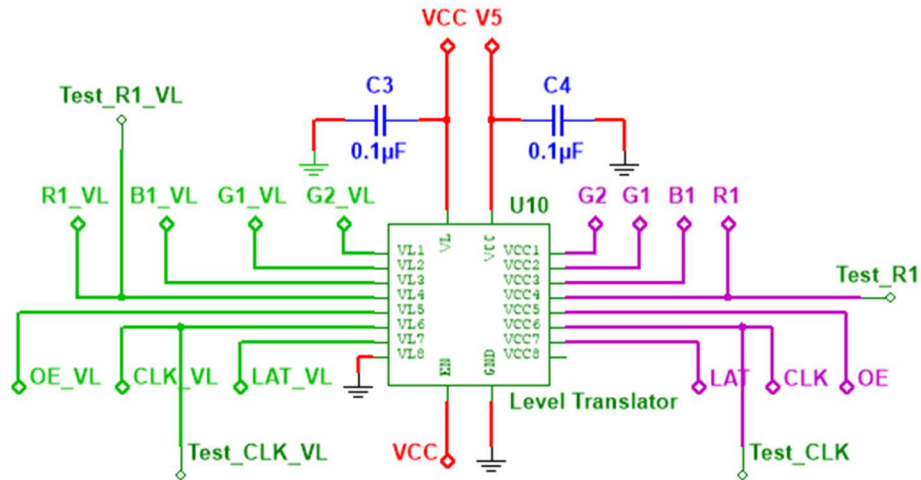 VCC V5
C3 C4
Test_R1_VL
0.1µF 0.1µF
R1_VL B1_VL G1_VL G2_VL U10 G2 G1 B1 R1
VL VCC
VL1 VCC1
VL2 VCC2
VL3 VCC3
VL4 VCC4 Test_R1
VL5 VCC5
VL6 VCC6
VL7 VCC7
VL8 VCC8
EN GND
OE_VL CLK_VL LAT_VL LAT CLK OE
Level Translator
Test_CLK_VL VCC Test_CLK